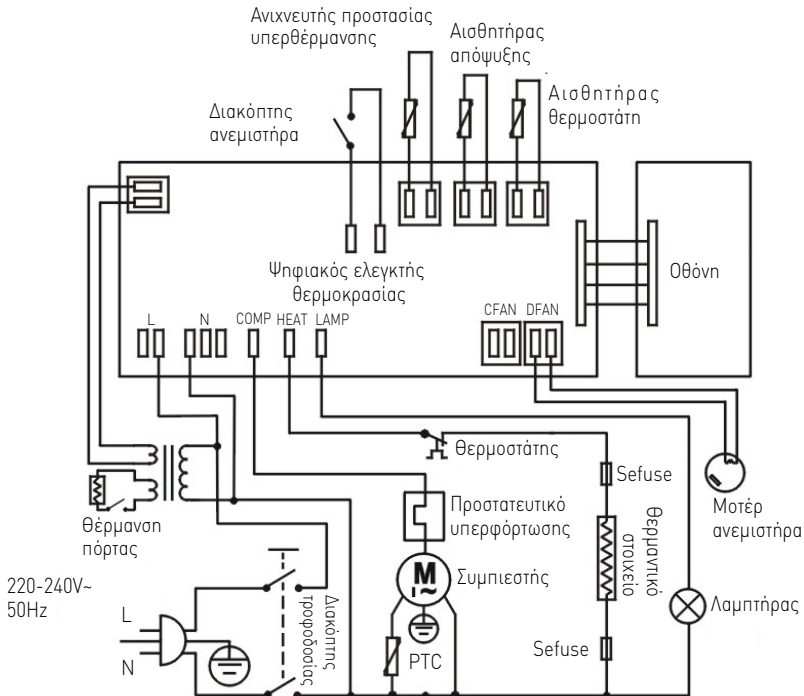 Ανιχνευτής προστασίας
υπερθέρμανσης
Αισθητήρας
απόψυξης
Αισθητήρας
θερμοστάτη
Διακόπτης
ανεμιστήρα
Ψηφιακός ελεγκτής
θερμοκρασίας
Οθόνη
L
N
COMP
HEAT
LAMP
CFAN
DFAN
Θερμοστάτης
Sefuse
Θέρμανση
πόρτας
Προστατευτικό
υπερφόρτωσης
Θερμαντικό
στοιχείο
Μοτέρ
ανεμιστήρα
220-240V~
50Hz
L
N
Διακόπτης
τροφοδοσίας
M
1~
Συμπιεστής
PTC
Sefuse
Λαμπτήρας